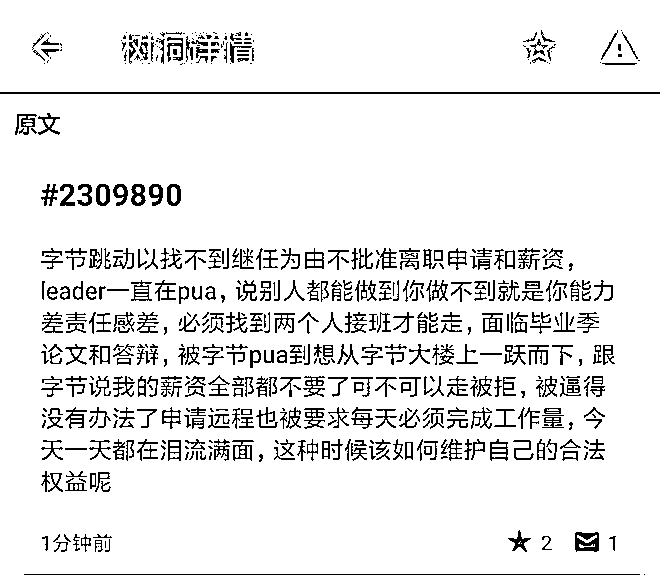 树洞详情
原文
#2309890
字节跳动以找不到继任为由不批准离职申请和薪资，
leader一直在pua，说别人都能做到你做不到就是你能力
差责任感差，必须找到两个人接班才能走，面临毕业季
论文和答辩，被字节pua到想从字节大楼上一跃而下，跟
字节说我的薪资全部都不要了可不可以走被拒，被逼得
没有办法了申请远程也被要求每天必须完成工作量，今
天一天都在泪流满面，这种时候该如何维护自己的合法
权益呢
1分钟前 2 1